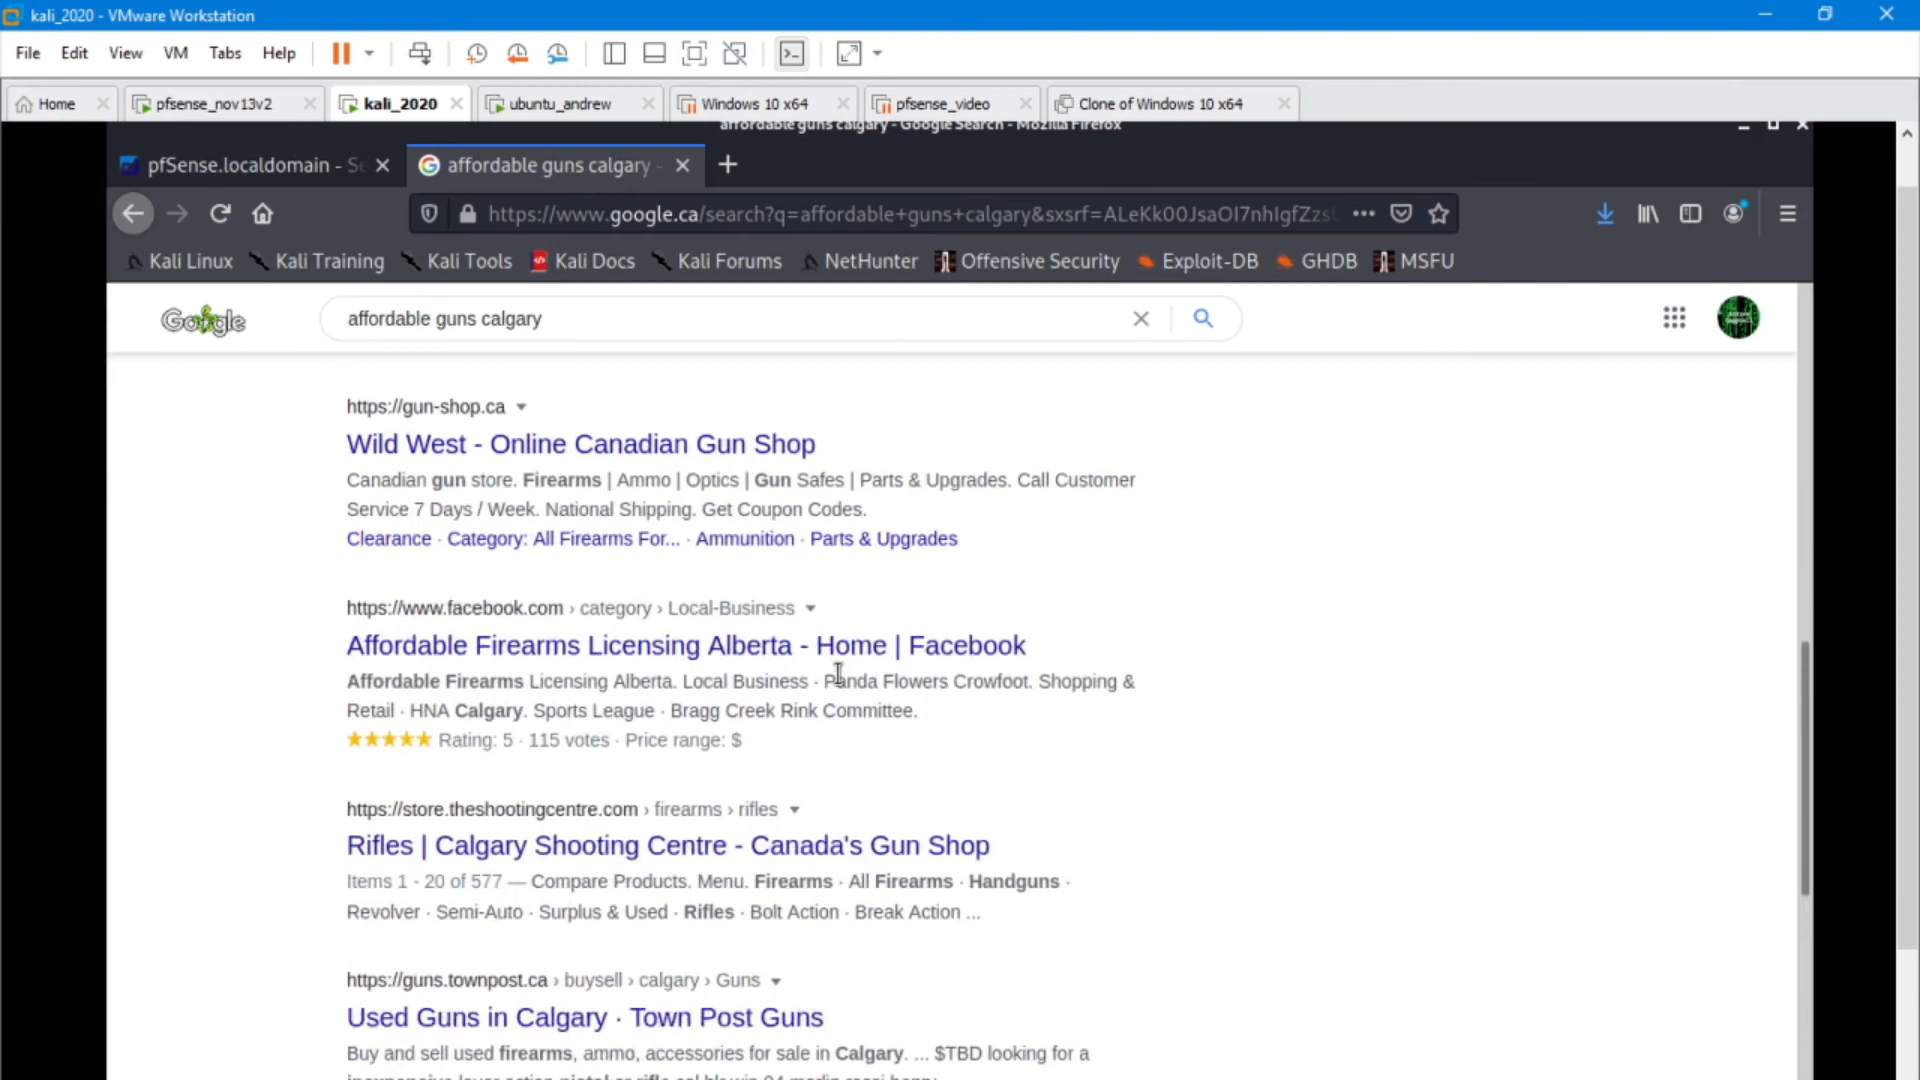 kali_2020 - VMware Workstation
File Edit View VM Tabs Help
Home pfsense_nov13v2 kali_2020 ubuntu_andrew Windows 10 x64 pfsense_video Clone of Windows 10 x64
affordable guns calgary - Google Search - Mozilla Firefox
pfSense.localdomain - Se affordable guns calgary -
https://www.google.ca/search?q=affordable+guns+calgary&sxsrf=
Kali Linux Kali Training Kali Tools Kali Docs Kali Forums NetHunter Offensive Security Exploit-DB GHDB MSFU
Google affordable guns calgary
https://gun-shop.ca
Wild West - Online Canadian Gun Shop
Canadian gun store. Firearms | Ammo | Optics | Gun Safes | Parts & Upgrades. Call Customer
Service 7 Days / Week. National Shipping. Get Coupon Codes.
Clearance · Category: All Firearms For... · Ammunition · Parts & Upgrades
https://www.facebook.com › category › Local-Business
Affordable Firearms Licensing Alberta - Home | Facebook
Affordable Firearms Licensing Alberta. Local Business · Panda Flowers Crowfoot. Shopping &
Retail · HNA Calgary. Sports League · Bragg Creek Rink Committee.
Rating: 5 · 115 votes · Price range: $
https://store.theshootingcentre.com › firearms › rifles
Rifles | Calgary Shooting Centre - Canada's Gun Shop
Items 1 - 20 of 577 — Compare Products. Menu. Firearms · All Firearms · Handguns ·
Revolver · Semi-Auto · Surplus & Used · Rifles · Bolt Action · Break Action ...
https://guns.townpost.ca › buysell › calgary › Guns
Used Guns in Calgary · Town Post Guns
Buy and sell used firearms, ammo, accessories for sale in Calgary. ... $TBD looking for a